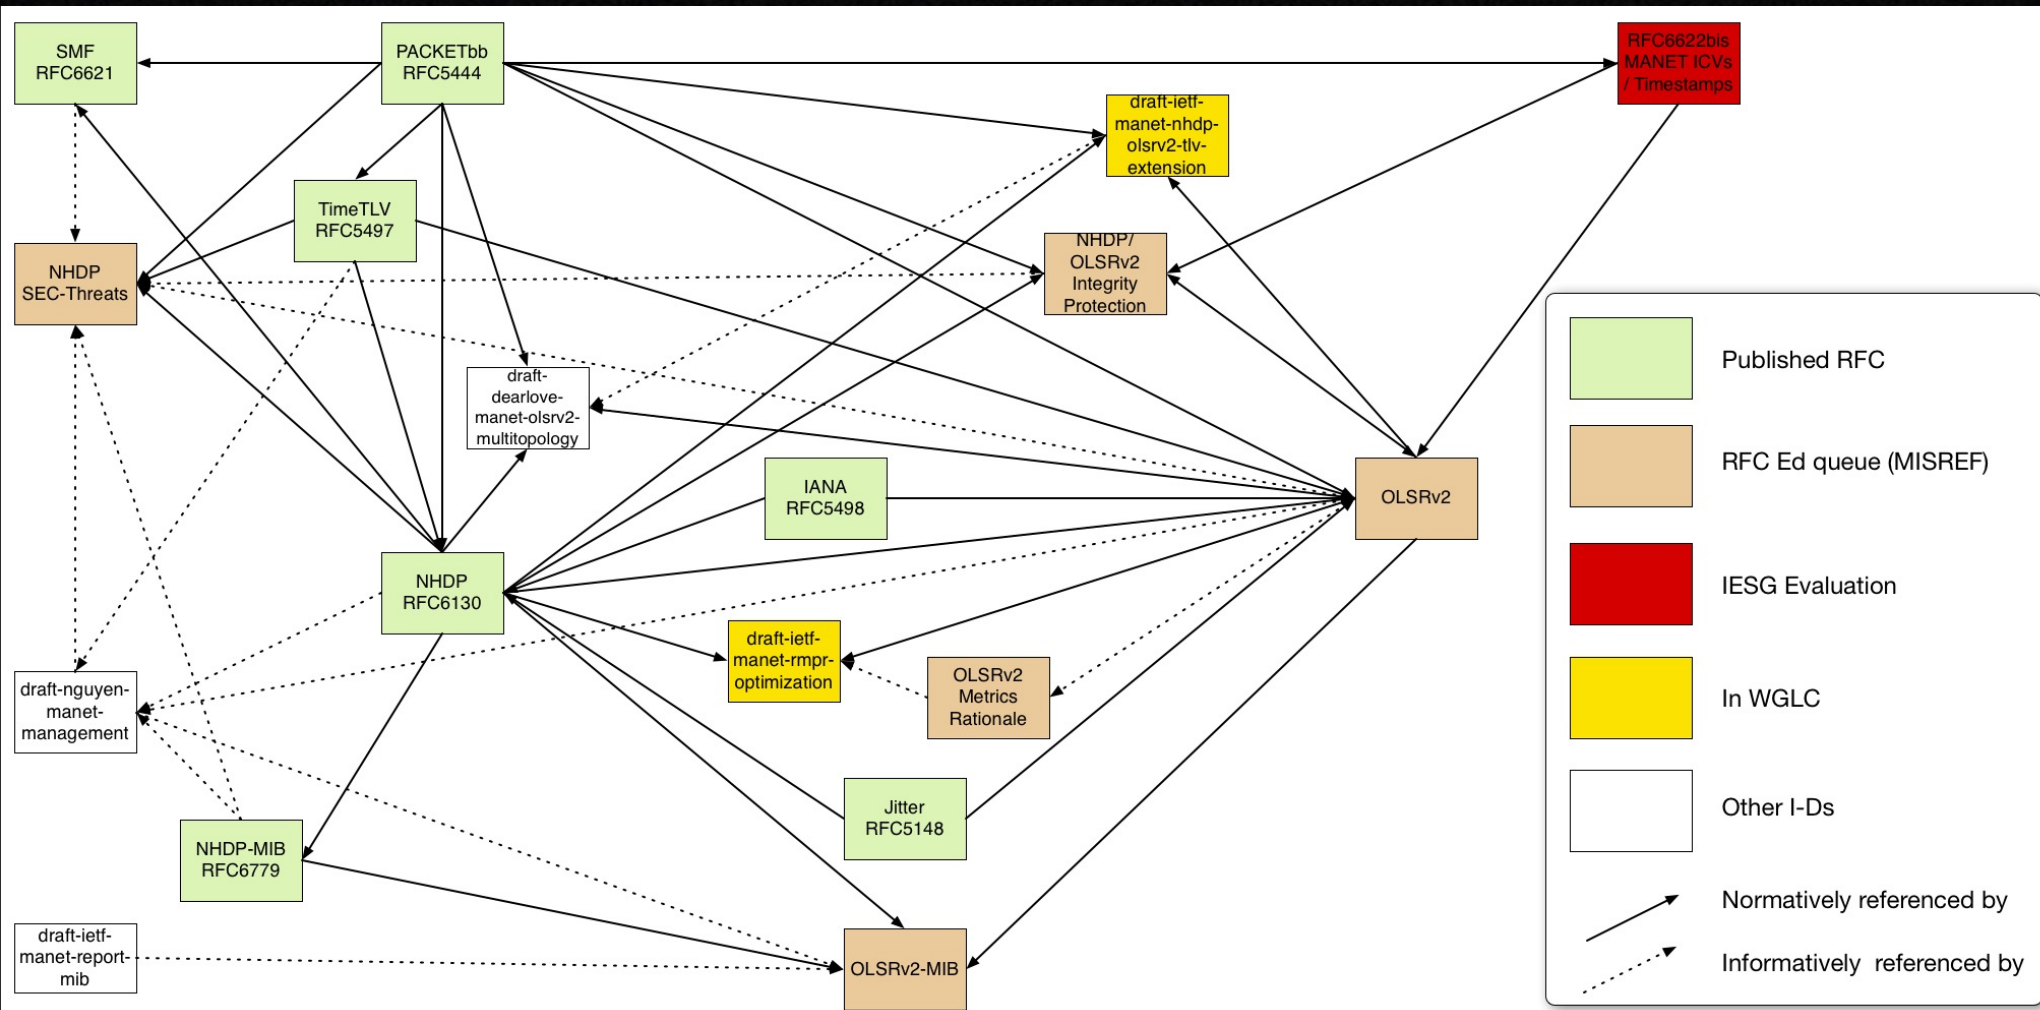 SMF
RFC6621
PACKETbb
RFC5444
RFC6622bis
MANET ICVs
/ Timestamps
draft-ietf-
manet-nhdp-
olsrv2-tlv-
extension
TimeTLV
RFC5497
NHDP
SEC-Threats
NHDP/
OLSRv2
Integrity
Protection
draft-
dearlove-
manet-olsrv2-
multitopology
IANA
RFC5498
OLSRv2
NHDP
RFC6130
draft-ietf-
manet-rmpr-
optimization
OLSRv2
Metrics
Rationale
draft-nguyen-
manet-
management
Jitter
RFC5148
NHDP-MIB
RFC6779
draft-ietf-
manet-report-
mib
OLSRv2-MIB
Published RFC
RFC Ed queue (MISREF)
IESG Evaluation
In WGLC
Other I-Ds
Normatively referenced by
Informatively referenced by